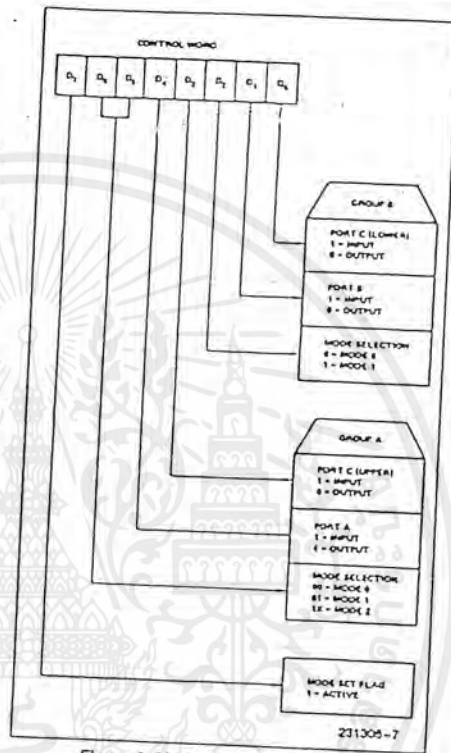 CONTROL WORD
D7 D6 D5 D4 D3 D2 D1 D0
GROUP B
PORT C (LOWER)
1 = INPUT
0 = OUTPUT
PORT B
1 = INPUT
0 = OUTPUT
MODE SELECTION
0 = MODE 0
1 = MODE 1
GROUP A
PORT C (UPPER)
1 = INPUT
0 = OUTPUT
PORT A
1 = INPUT
0 = OUTPUT
MODE SELECTION
00 = MODE 0
01 = MODE 1
1X = MODE 2
MODE SET FLAG
1 = ACTIVE
231305-7